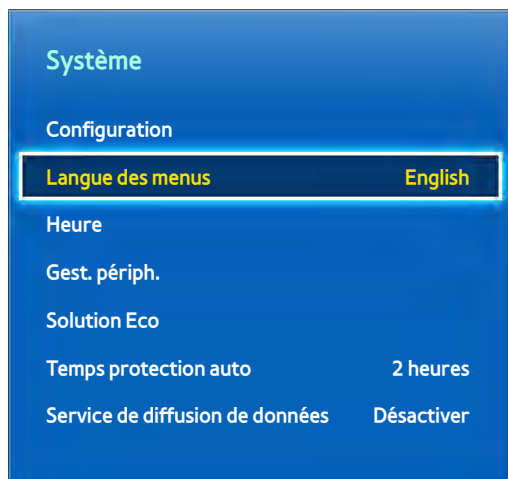 Système
Configuration
Langue des menus English
Heure
Gest. périph.
Solution Eco
Temps protection auto 2 heures
Service de diffusion de données Désactiver